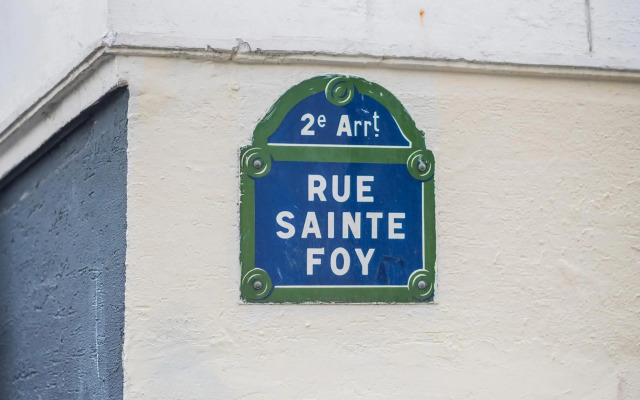 2e Arrt
RUE
SAINTE
FOY